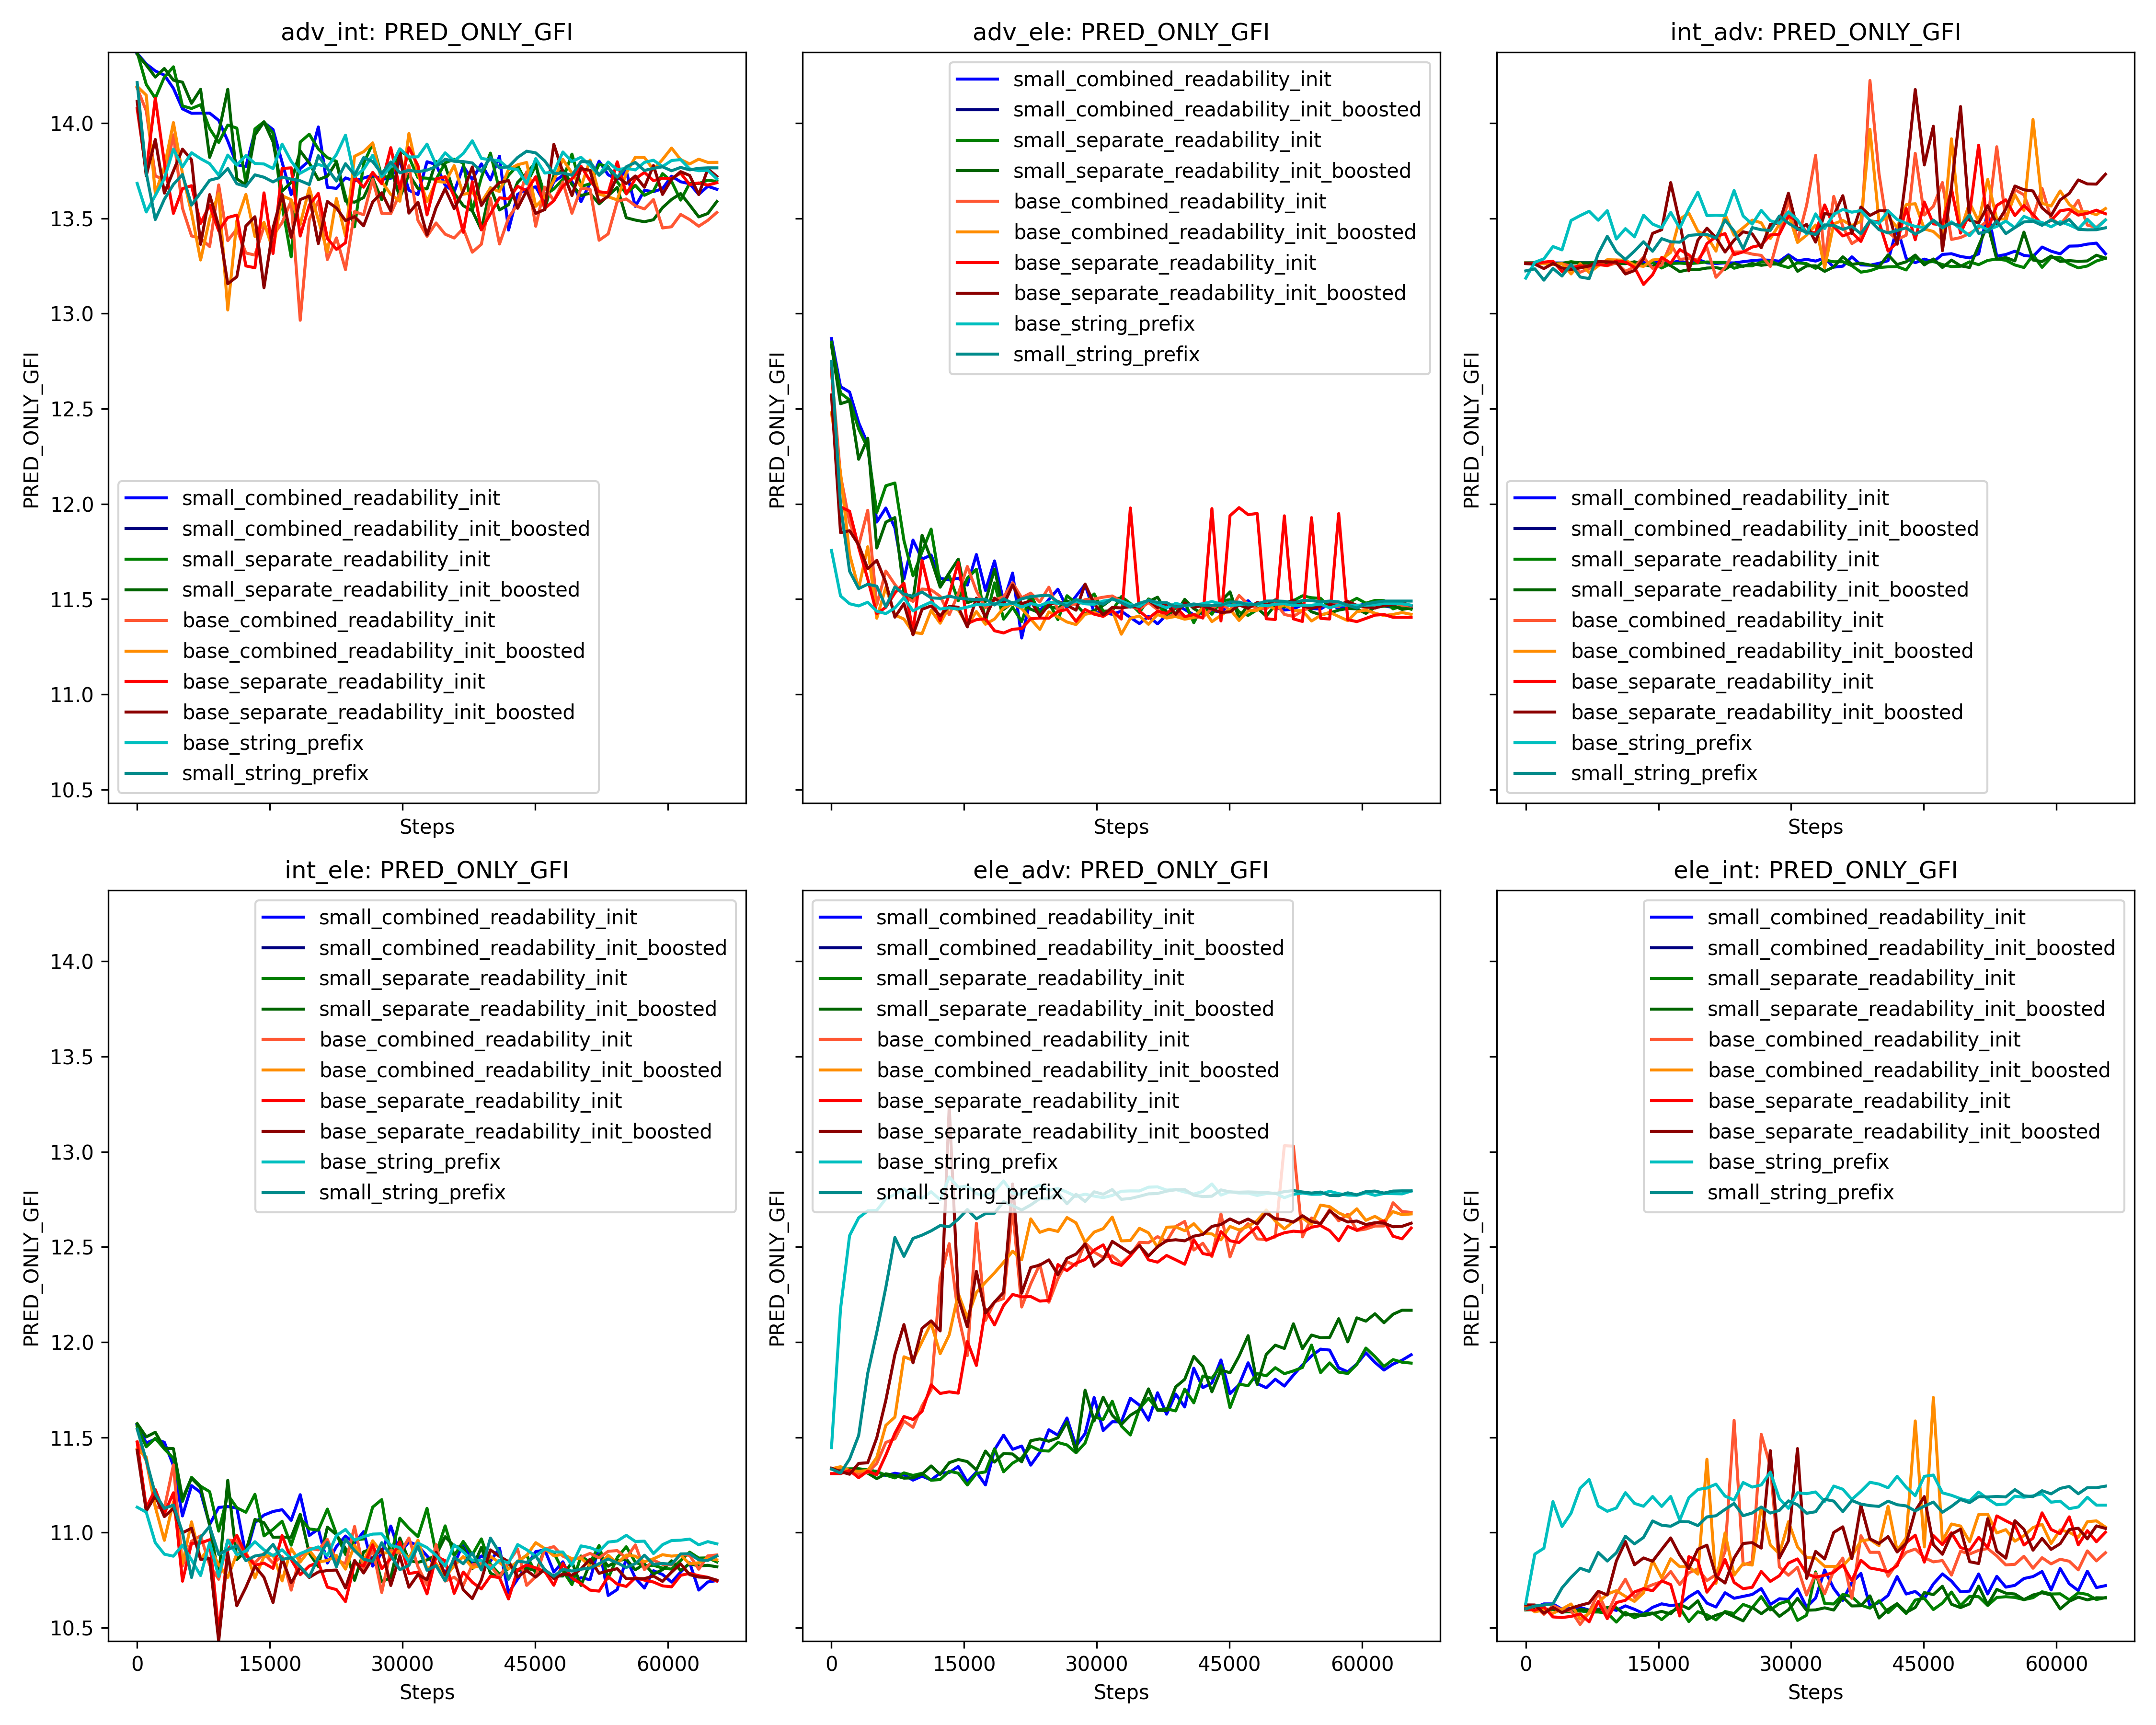 adv_int: PRED_ONLY_GFI
PRED_ONLY_GFI
14.0
13.5
13.0
12.5
12.0
11.5
11.0
10.5
small_combined_readability_init
small_combined_readability_init_boosted
small_separate_readability_init
small_separate_readability_init_boosted
base_combined_readability_init
base_combined_readability_init_boosted
base_separate_readability_init
base_separate_readability_init_boosted
base_string_prefix
small_string_prefix
Steps
adv_ele: PRED_ONLY_GFI
PRED_ONLY_GFI
small_combined_readability_init
small_combined_readability_init_boosted
small_separate_readability_init
small_separate_readability_init_boosted
base_combined_readability_init
base_combined_readability_init_boosted
base_separate_readability_init
base_separate_readability_init_boosted
base_string_prefix
small_string_prefix
Steps
int_adv: PRED_ONLY_GFI
PRED_ONLY_GFI
small_combined_readability_init
small_combined_readability_init_boosted
small_separate_readability_init
small_separate_readability_init_boosted
base_combined_readability_init
base_combined_readability_init_boosted
base_separate_readability_init
base_separate_readability_init_boosted
base_string_prefix
small_string_prefix
Steps
int_ele: PRED_ONLY_GFI
PRED_ONLY_GFI
14.0
13.5
13.0
12.5
12.0
11.5
11.0
10.5
small_combined_readability_init
small_combined_readability_init_boosted
small_separate_readability_init
small_separate_readability_init_boosted
base_combined_readability_init
base_combined_readability_init_boosted
base_separate_readability_init
base_separate_readability_init_boosted
base_string_prefix
small_string_prefix
0 15000 30000 45000 60000
Steps
ele_adv: PRED_ONLY_GFI
PRED_ONLY_GFI
small_combined_readability_init
small_combined_readability_init_boosted
small_separate_readability_init
small_separate_readability_init_boosted
base_combined_readability_init
base_combined_readability_init_boosted
base_separate_readability_init
base_separate_readability_init_boosted
base_string_prefix
small_string_prefix
0 15000 30000 45000 60000
Steps
ele_int: PRED_ONLY_GFI
PRED_ONLY_GFI
small_combined_readability_init
small_combined_readability_init_boosted
small_separate_readability_init
small_separate_readability_init_boosted
base_combined_readability_init
base_combined_readability_init_boosted
base_separate_readability_init
base_separate_readability_init_boosted
base_string_prefix
small_string_prefix
0 15000 30000 45000 60000
Steps